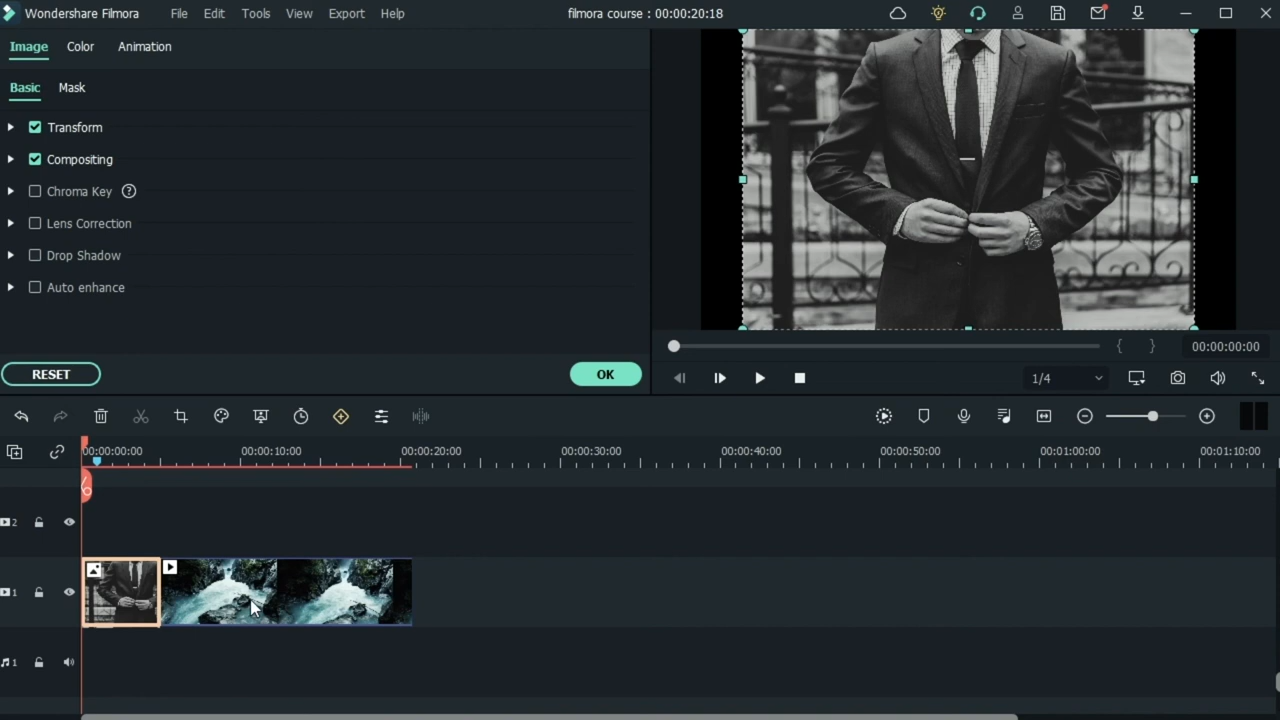 Wondershare Filmora File Edit Tools View Export Help filmora course : 00:00:20:18
Image Color Animation
Basic Mask
Transform
Compositing
Chroma Key ?
Lens Correction
Drop Shadow
Auto enhance
{ } 00:00:00:00
RESET OK
1/4
00:00:00:00 00:00:10:00 00:00:20:00 00:00:30:00 00:00:40:00 00:00:50:00 00:01:00:00 00:01:10:00
2
1
1